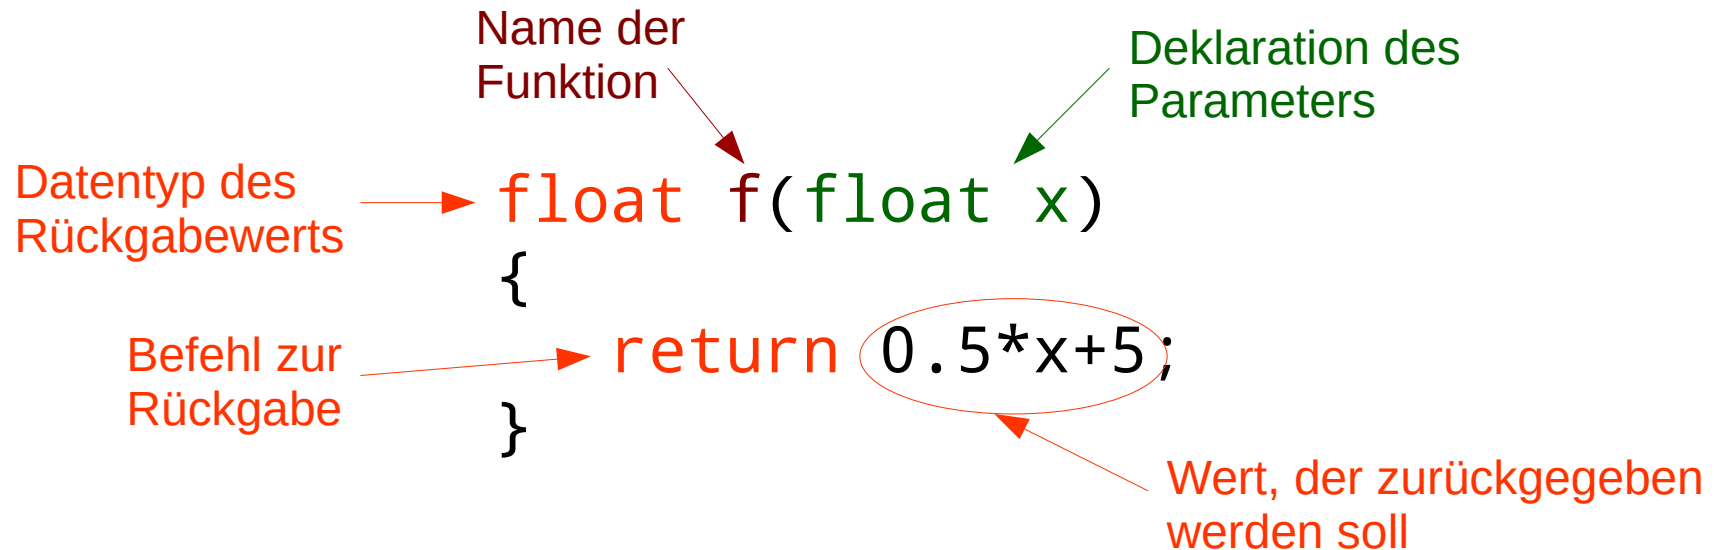 Name der
Funktion
Deklaration des
Parameters
Datentyp des
Rückgabewerts
float f(float x)
{
Befehl zur
Rückgabe
return 0.5*x+5;
}
Wert, der zurückgegeben
werden soll